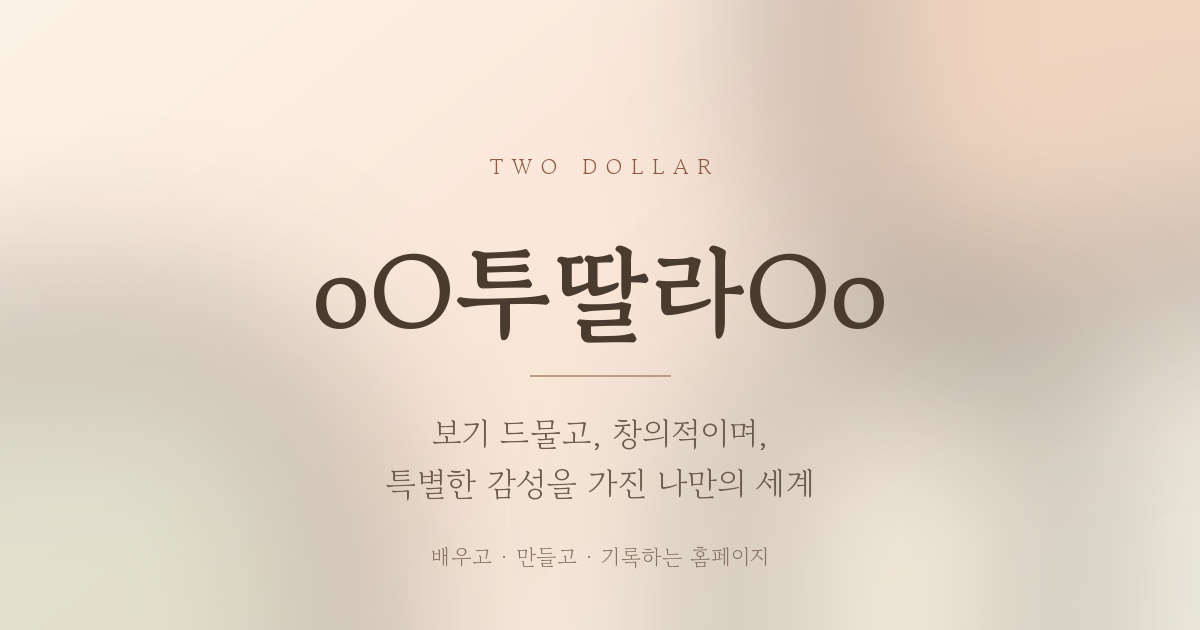 TWO DOLLAR
oO투딸라Oo
보기 드물고, 창의적이며,
특별한 감성을 가진 나만의 세계
배우고 · 만들고 · 기록하는 홈페이지